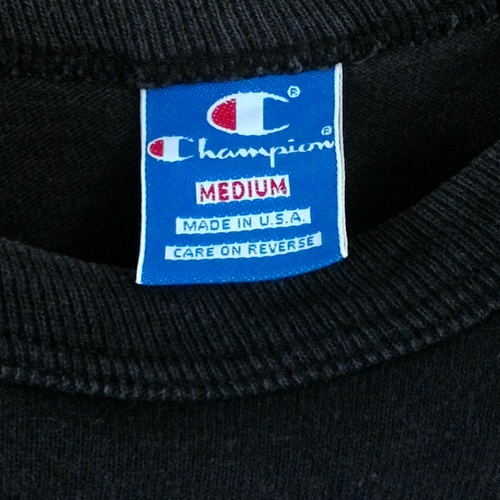 C®
Champion®
MEDIUM
MADE IN U.S.A.
CARE ON REVERSE